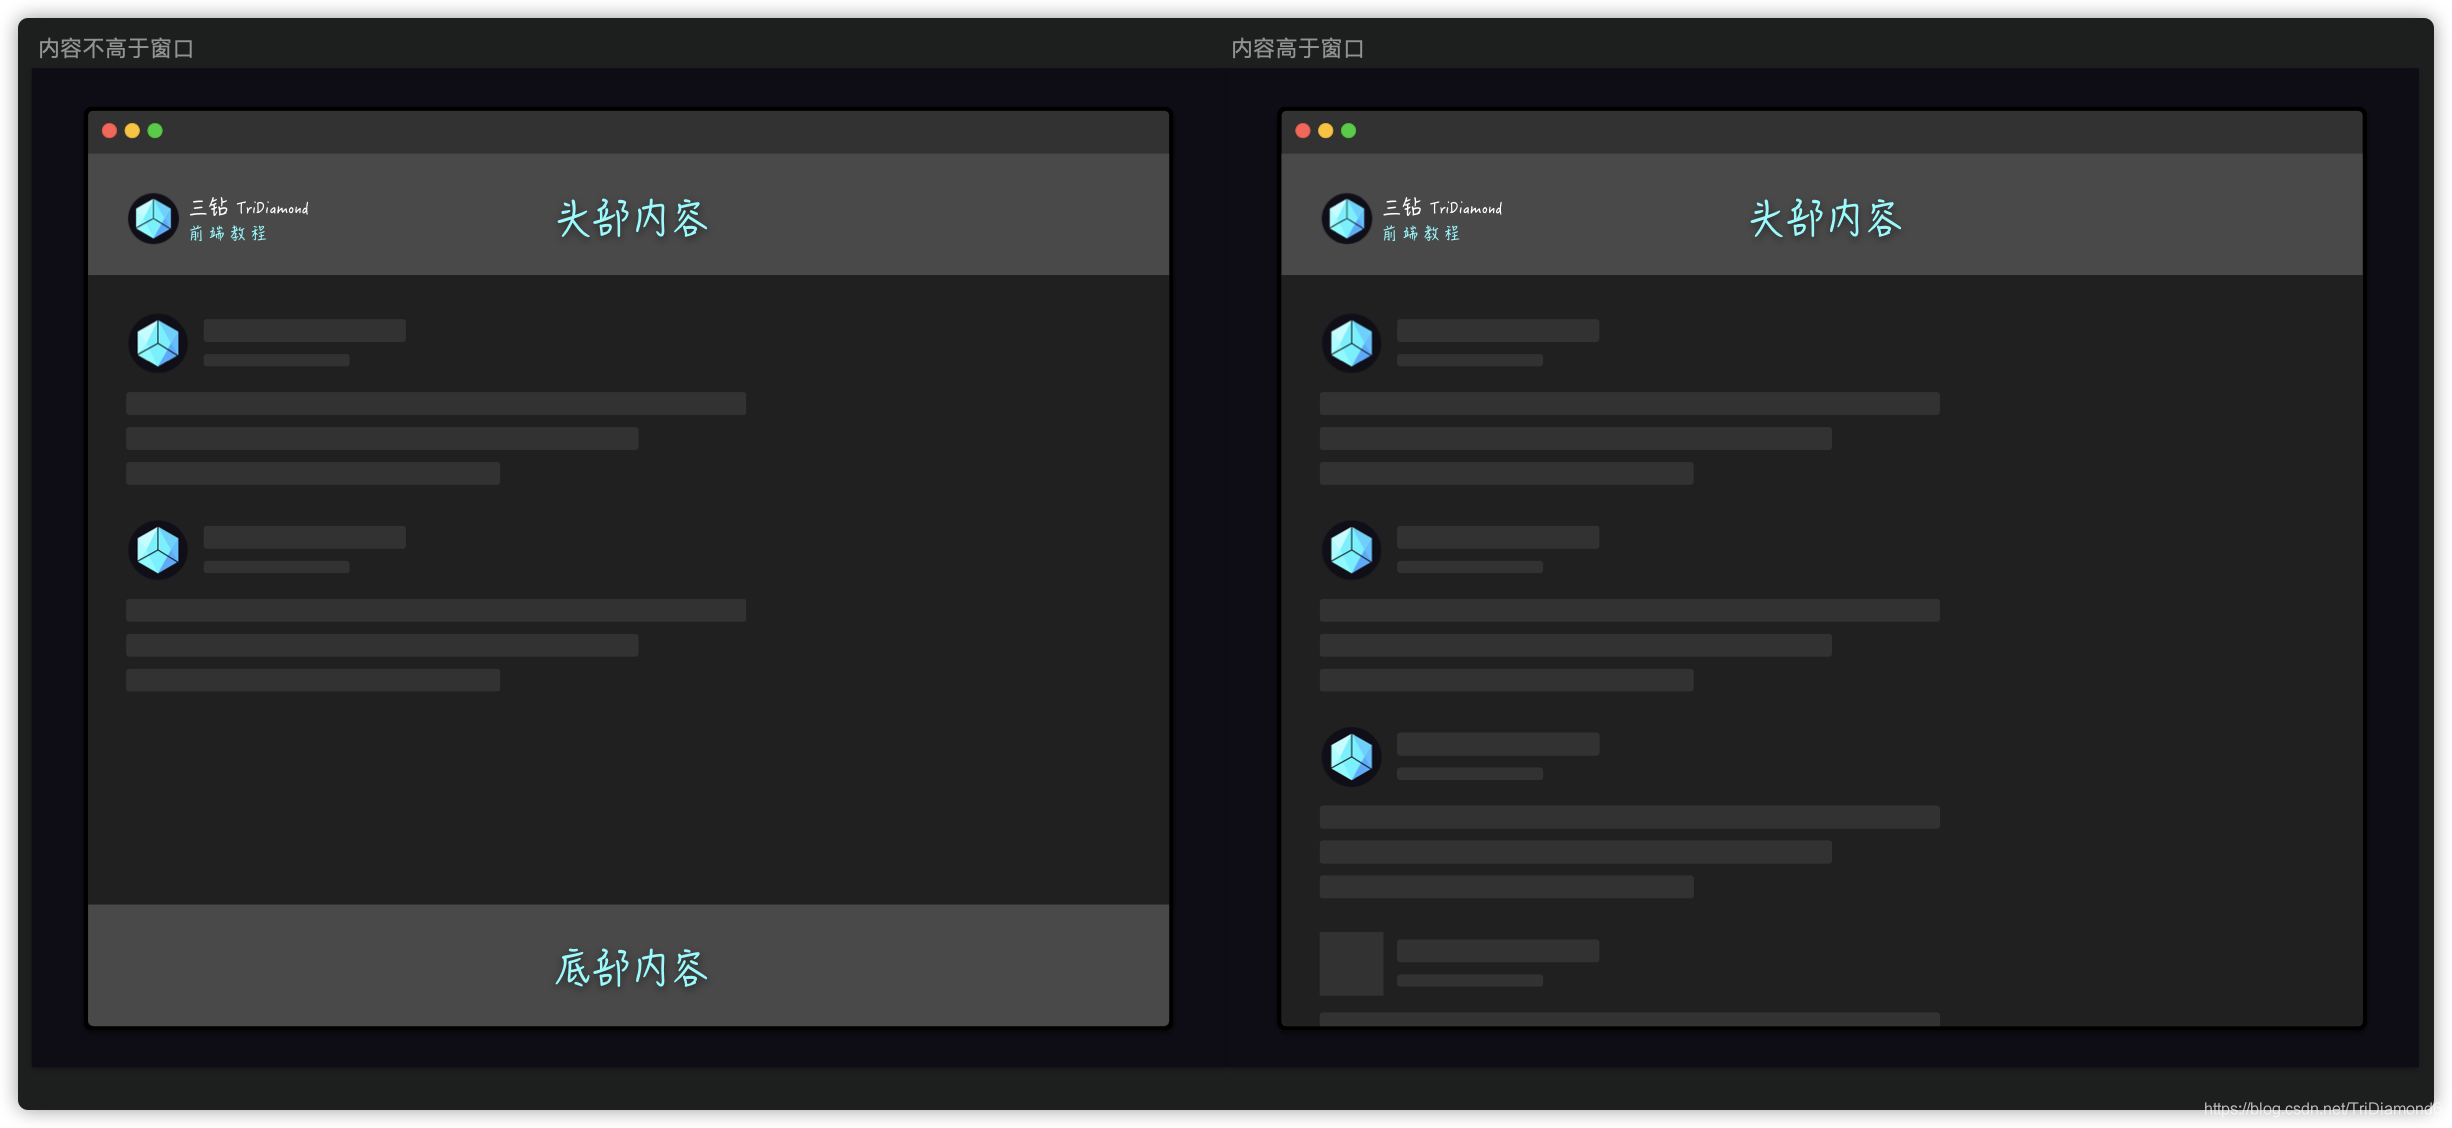 内容不高于窗口
内容高于窗口
三钻 TriDiamond
前端教程
头部内容
底部内容
三钻 TriDiamond
前端教程
头部内容
https://blog.csdn.net/TriDiamond